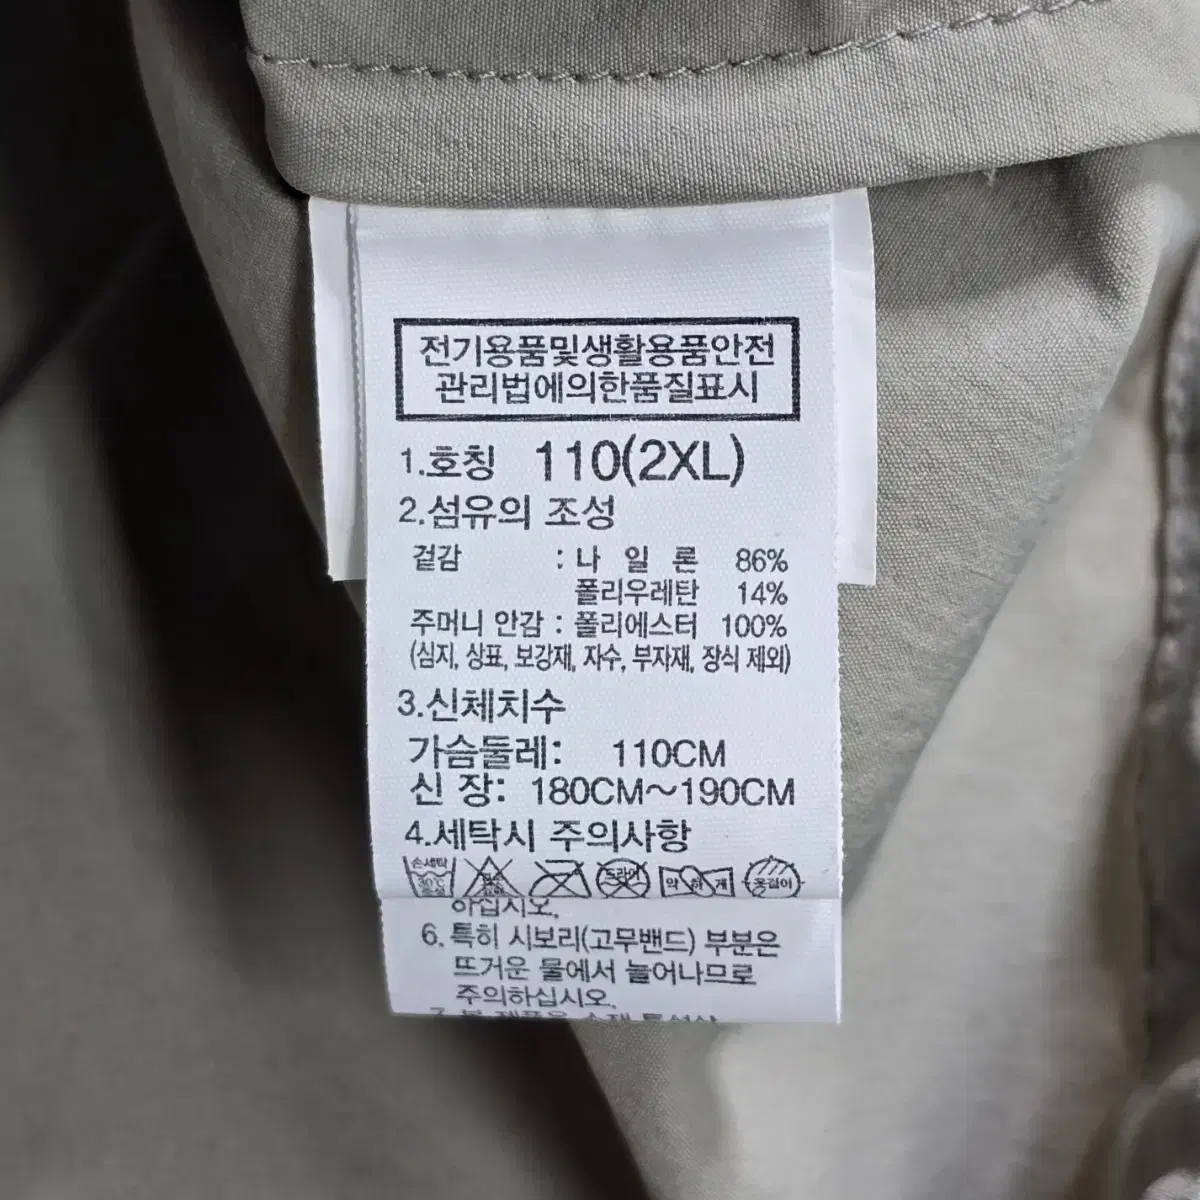 전기용품및생활용품안전
관리법에의한품질표시
1.호칭 110(2XL)
2.섬유의 조성
겉감 : 나 일 론 86%
폴리우레탄 14%
주머니 안감 : 폴리에스터 100%
(심지, 상표, 보강재, 자수, 부자재, 장식 제외)
3.신체치수
가슴둘레: 110CM
신 장: 180CM~190CM
4.세탁시 주의사항
손세탁 드라이 약하게 옷걸이
30℃
마십시오.
6. 특히 시보리(고무밴드) 부분은
뜨거운 물에서 늘어나므로
주의하십시오.